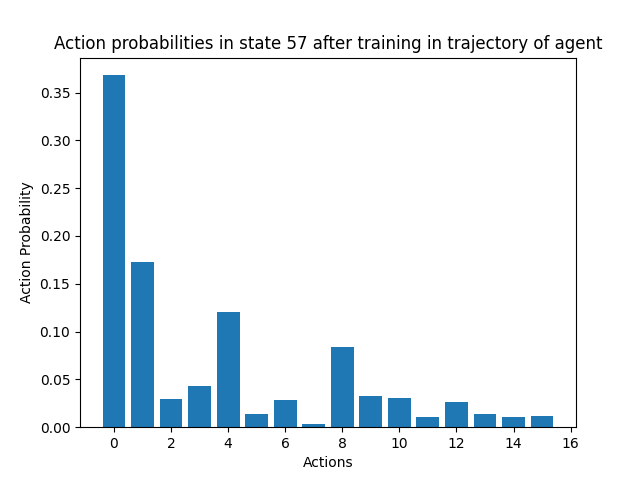 Action probabilities in state 57 after training in trajectory of agent
0.35
0.30
0.25
0.20
0.15
0.10
0.05
0.00
Action Probability
0 2 4 6 8 10 12 14 16
Actions